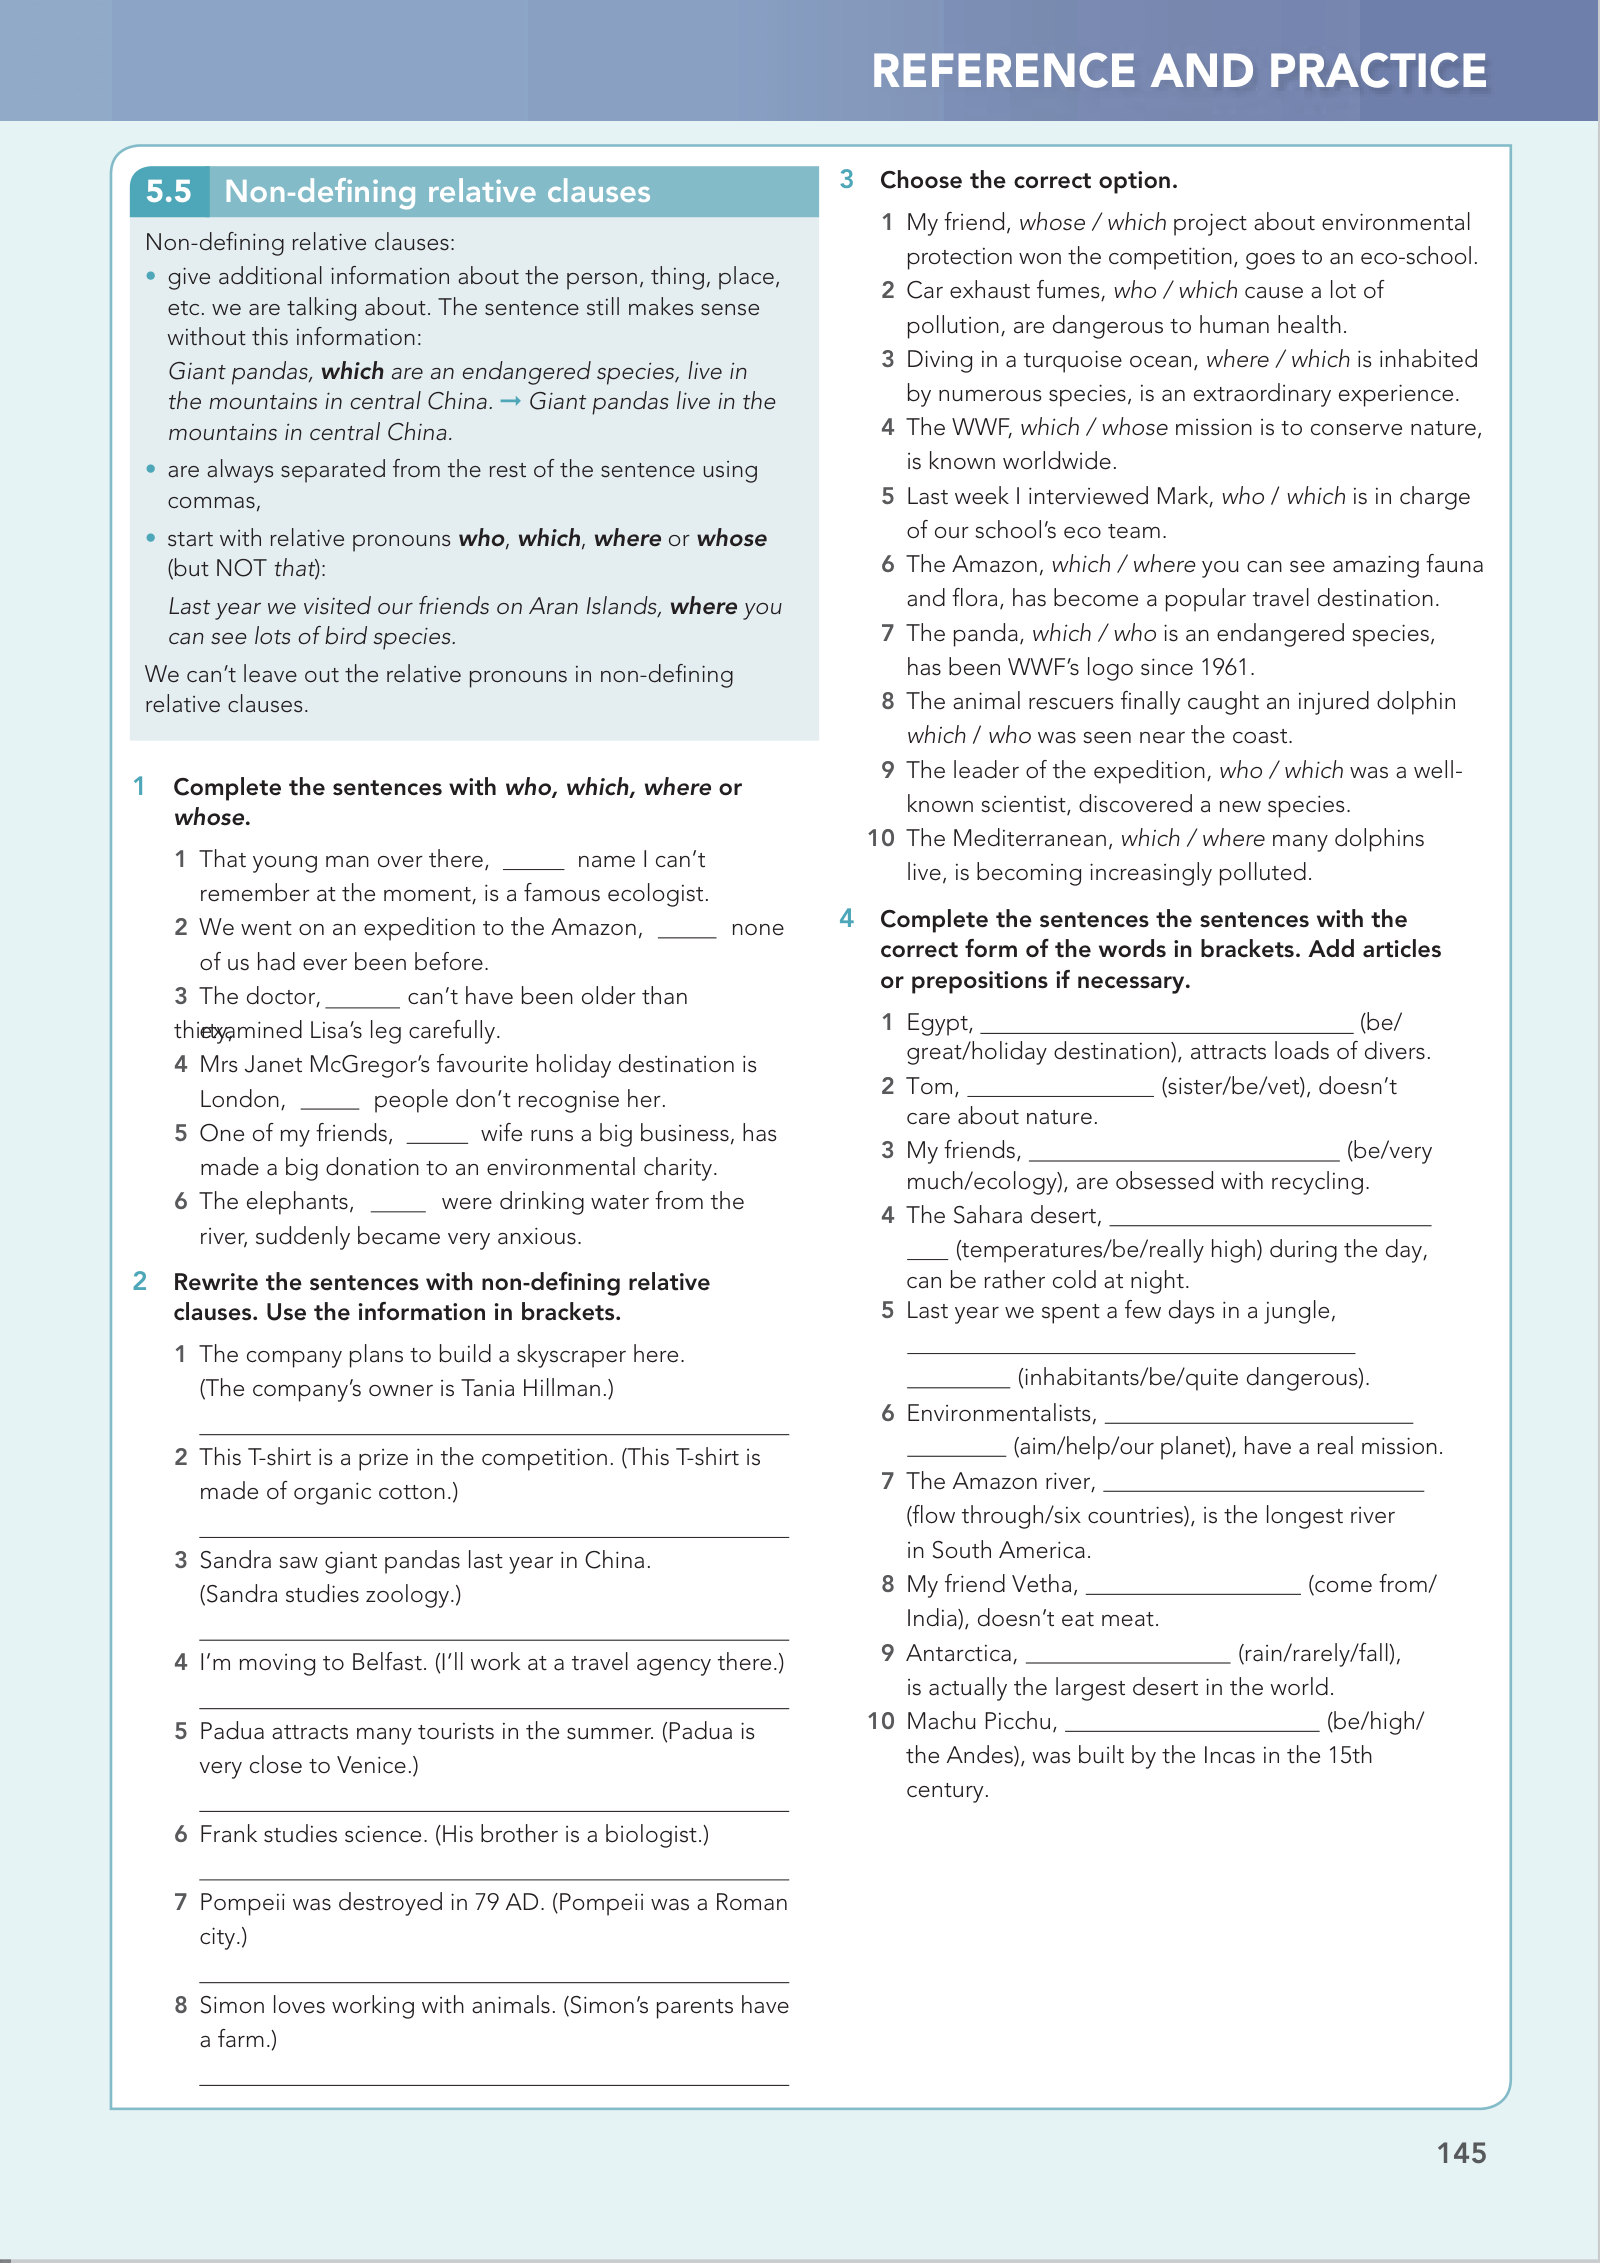 REFERENCE AND PRACTICE
5.5 Non-defining relative clauses
Non-defining relative clauses:
• give additional information about the person, thing, place,
etc. we are talking about. The sentence still makes sense
without this information:
Giant pandas, which are an endangered species, live in
the mountains in central China. → Giant pandas live in the
mountains in central China.
• are always separated from the rest of the sentence using
commas,
• start with relative pronouns who, which, where or whose
(but NOT that):
Last year we visited our friends on Aran Islands, where you
can see lots of bird species.
We can't leave out the relative pronouns in non-defining
relative clauses.
1 Complete the sentences with who, which, where or
whose.
1 That young man over there, _____ name I can't
remember at the moment, is a famous ecologist.
2 We went on an expedition to the Amazon, _____ none
of us had ever been before.
3 The doctor, ______ can't have been older than
thirty, examined Lisa's leg carefully.
4 Mrs Janet McGregor's favourite holiday destination is
London, _____ people don't recognise her.
5 One of my friends, _____ wife runs a big business, has
made a big donation to an environmental charity.
6 The elephants, _____ were drinking water from the
river, suddenly became very anxious.
2 Rewrite the sentences with non-defining relative
clauses. Use the information in brackets.
1 The company plans to build a skyscraper here.
(The company's owner is Tania Hillman.)
2 This T-shirt is a prize in the competition. (This T-shirt is
made of organic cotton.)
3 Sandra saw giant pandas last year in China.
(Sandra studies zoology.)
4 I'm moving to Belfast. (I'll work at a travel agency there.)
5 Padua attracts many tourists in the summer. (Padua is
very close to Venice.)
6 Frank studies science. (His brother is a biologist.)
7 Pompeii was destroyed in 79 AD. (Pompeii was a Roman
city.)
8 Simon loves working with animals. (Simon's parents have
a farm.)
3 Choose the correct option.
1 My friend, whose / which project about environmental
protection won the competition, goes to an eco-school.
2 Car exhaust fumes, who / which cause a lot of
pollution, are dangerous to human health.
3 Diving in a turquoise ocean, where / which is inhabited
by numerous species, is an extraordinary experience.
4 The WWF, which / whose mission is to conserve nature,
is known worldwide.
5 Last week I interviewed Mark, who / which is in charge
of our school's eco team.
6 The Amazon, which / where you can see amazing fauna
and flora, has become a popular travel destination.
7 The panda, which / who is an endangered species,
has been WWF's logo since 1961.
8 The animal rescuers finally caught an injured dolphin
which / who was seen near the coast.
9 The leader of the expedition, who / which was a well-
known scientist, discovered a new species.
10 The Mediterranean, which / where many dolphins
live, is becoming increasingly polluted.
4 Complete the sentences the sentences with the
correct form of the words in brackets. Add articles
or prepositions if necessary.
1 Egypt, ______________________________ (be/
great/holiday destination), attracts loads of divers.
2 Tom, _______________ (sister/be/vet), doesn't
care about nature.
3 My friends, _________________________ (be/very
much/ecology), are obsessed with recycling.
4 The Sahara desert, __________________________
___ (temperatures/be/really high) during the day,
can be rather cold at night.
5 Last year we spent a few days in a jungle,
____________________________________
________ (inhabitants/be/quite dangerous).
6 Environmentalists, _________________________
________ (aim/help/our planet), have a real mission.
7 The Amazon river, __________________________
(flow through/six countries), is the longest river
in South America.
8 My friend Vetha, _________________ (come from/
India), doesn't eat meat.
9 Antarctica, ________________ (rain/rarely/fall),
is actually the largest desert in the world.
10 Machu Picchu, ____________________ (be/high/
the Andes), was built by the Incas in the 15th
century.
145